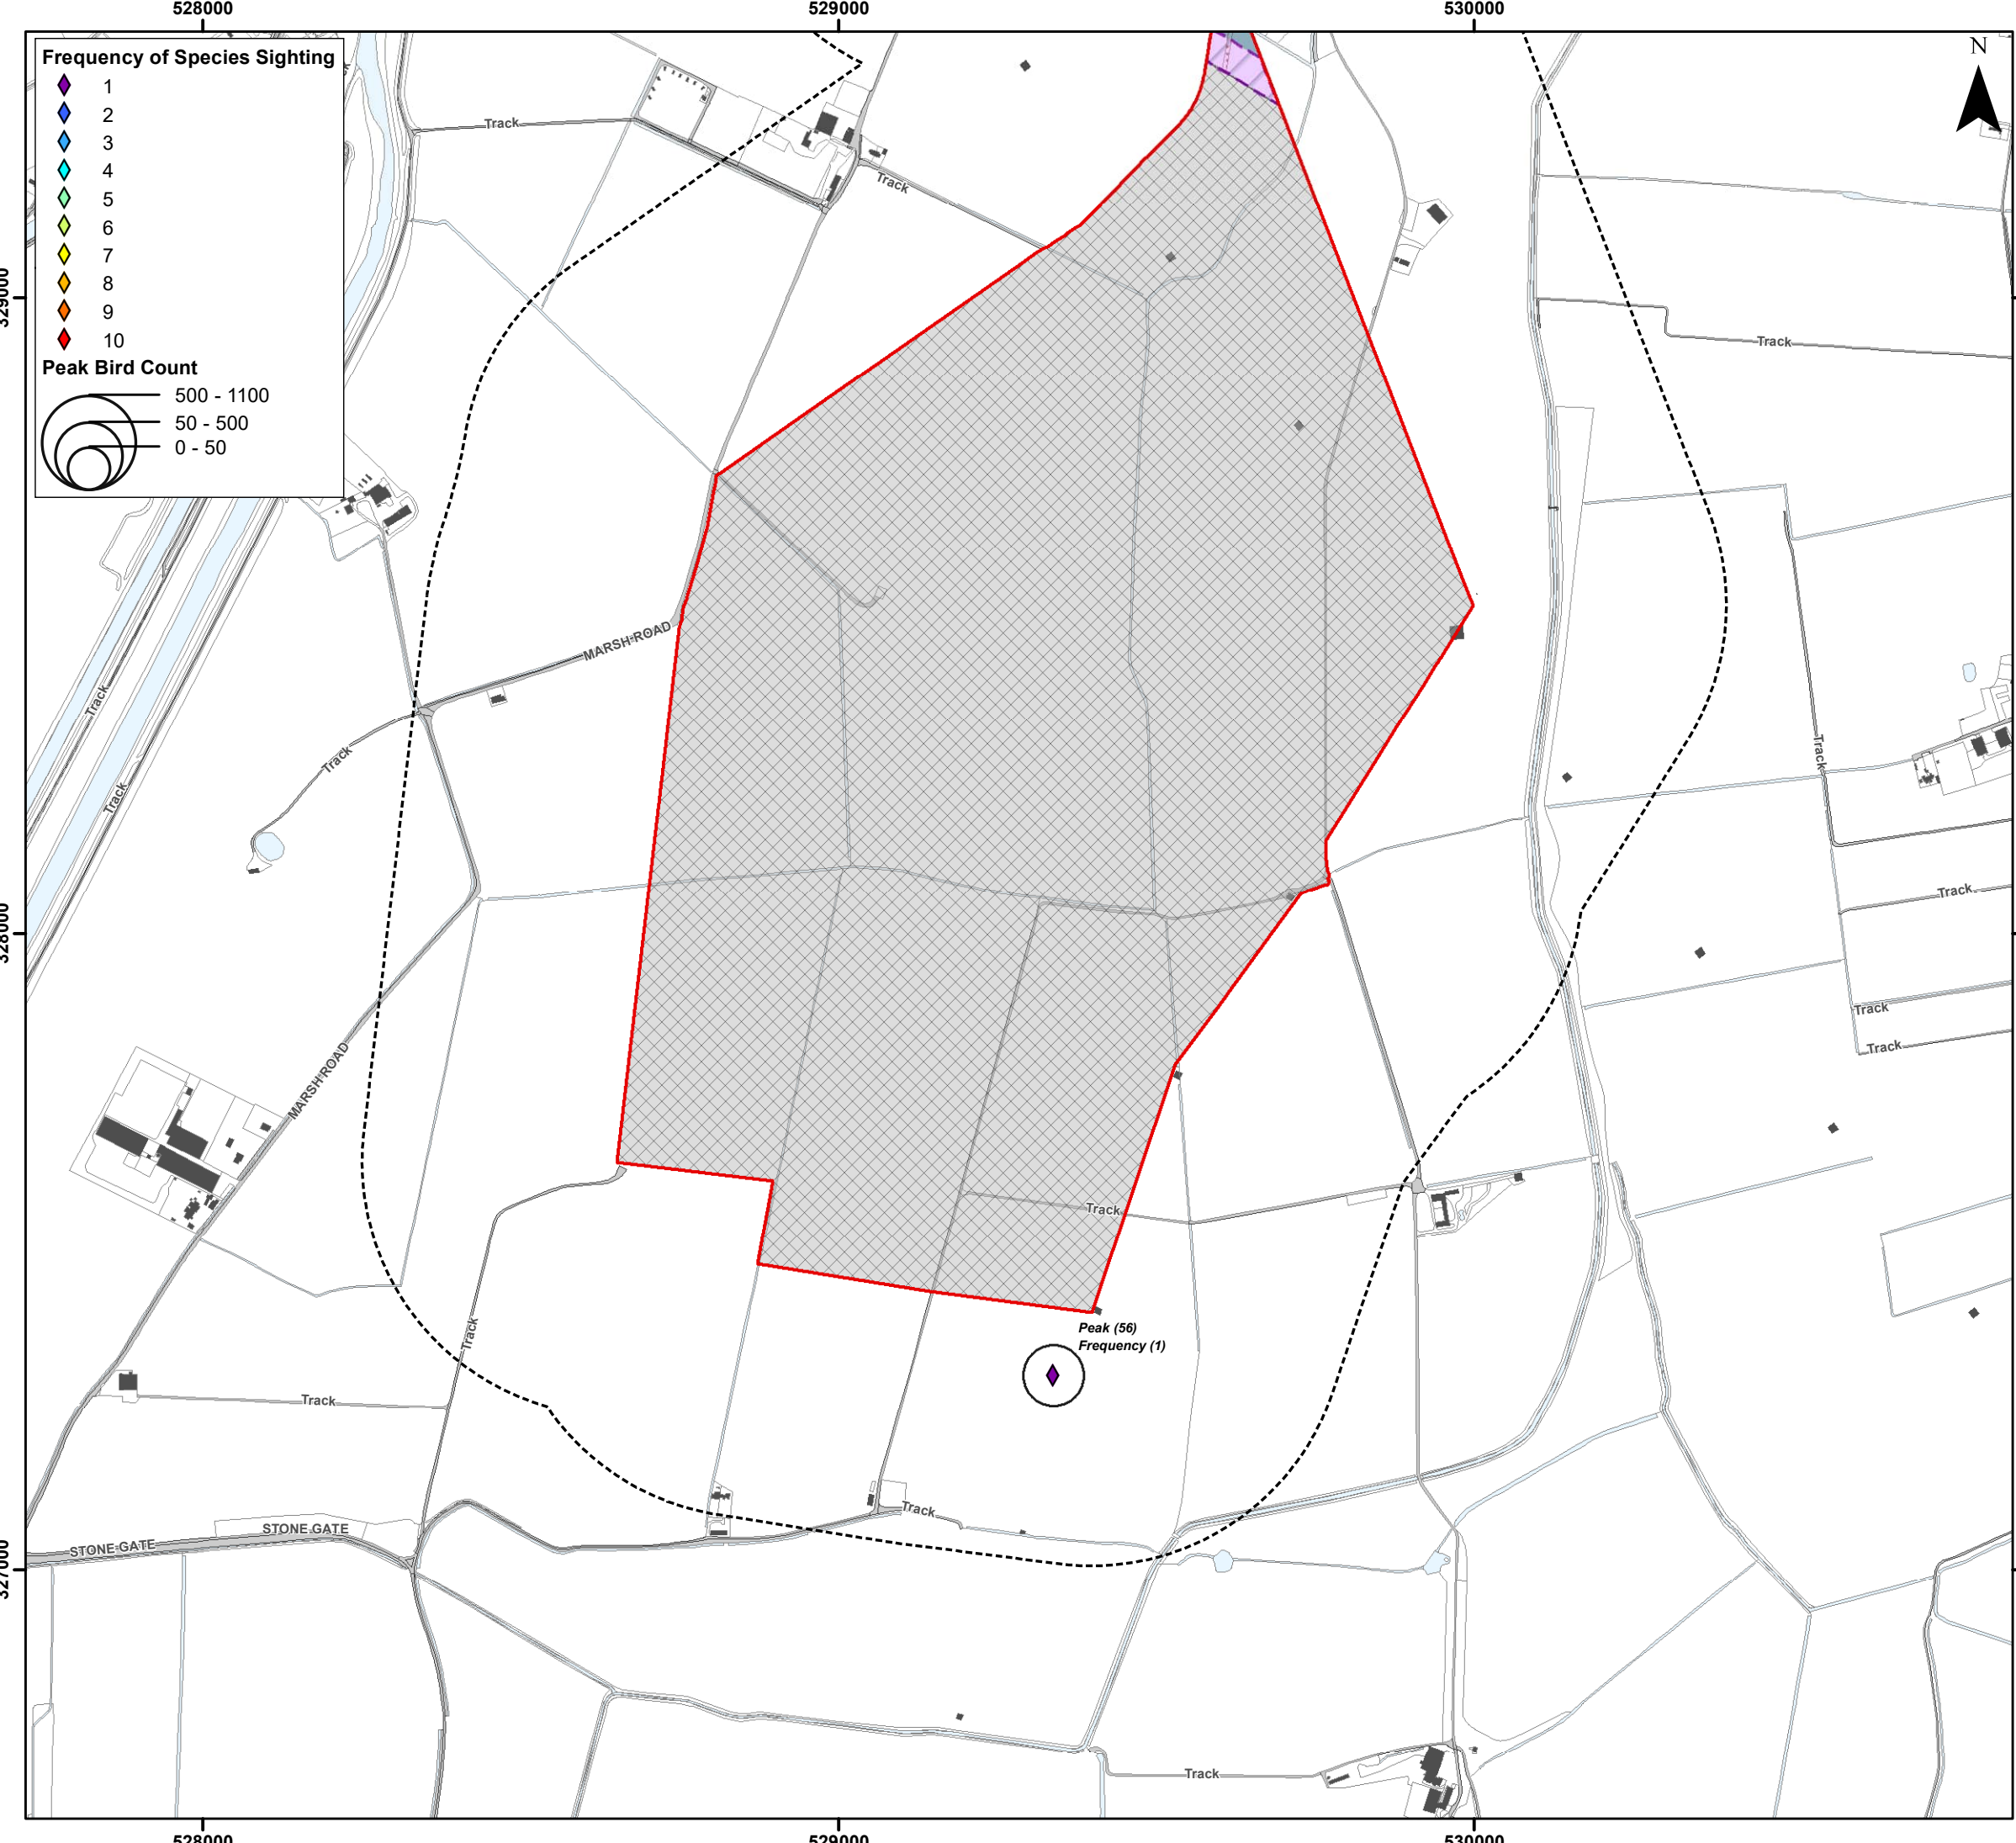 528000
529000
530000
Frequency of Species Sighting
1
2
3
4
5
6
7
8
9
10
Peak Bird Count
500 - 1100
50 - 500
0 - 50
N
Track
Track
329000
Track
MARSH ROAD
Track
Track
Track
Track
328000
Track
Track
Track
MARSH ROAD
Track
Peak (56)
Frequency (1)
Track
Track
Track
STONE GATE
STONE GATE
327000
Track
528000
529000
530000